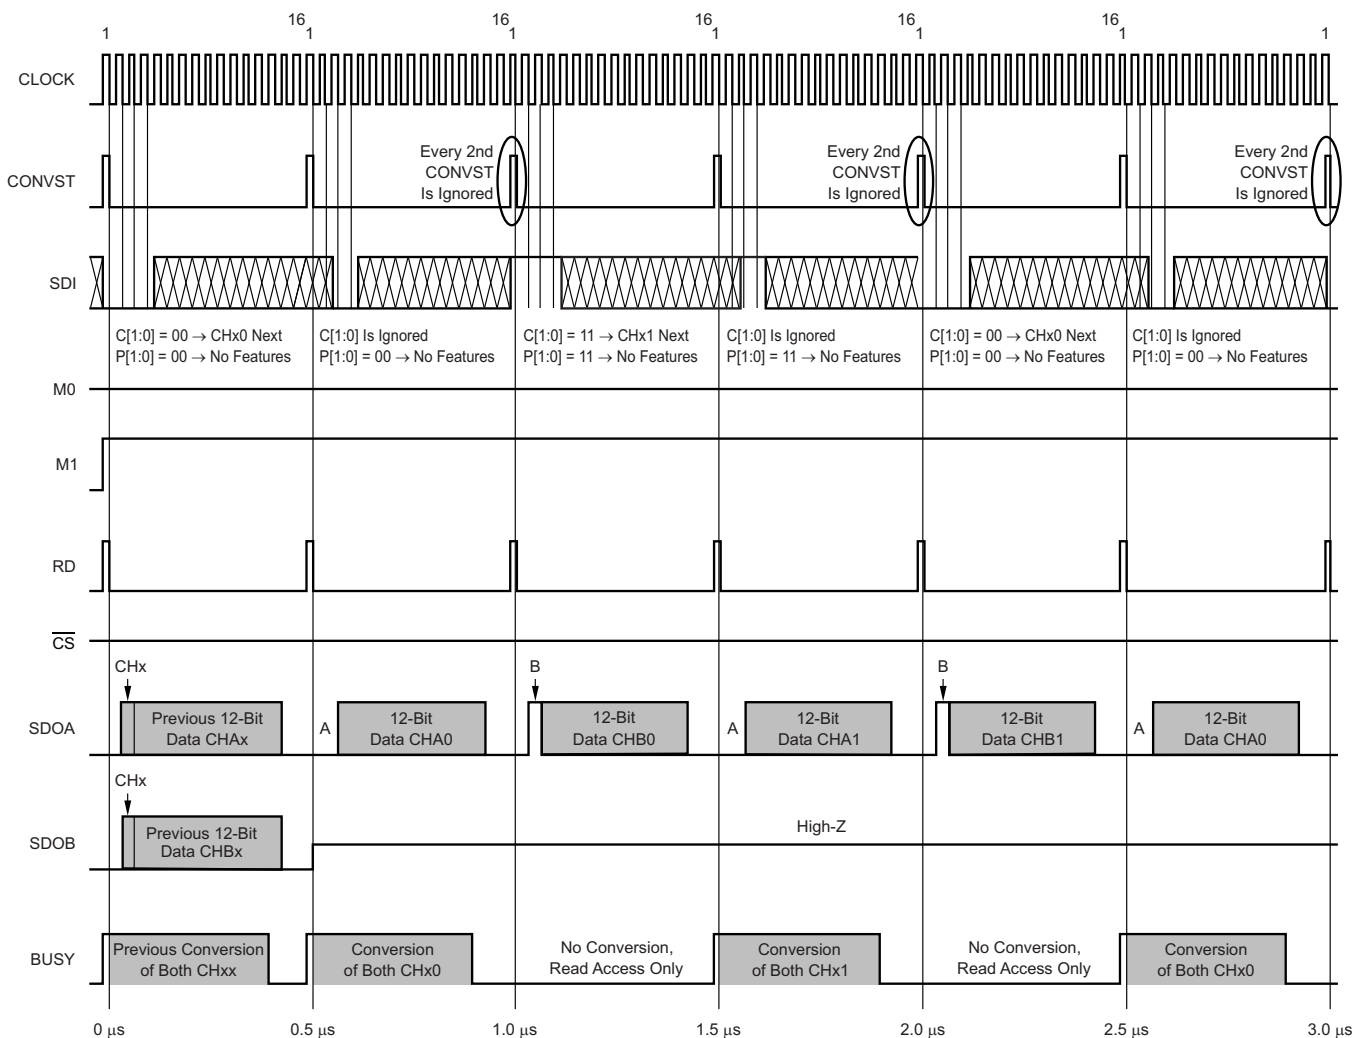 16 16 16 16 16
1 1 1 1 1 1 1
CLOCK
Every 2nd Every 2nd Every 2nd
CONVST CONVST CONVST CONVST
Is Ignored Is Ignored Is Ignored
SDI
C[1:0] = 00 → CHx0 Next C[1:0] Is Ignored C[1:0] = 11 → CHx1 Next C[1:0] Is Ignored C[1:0] = 00 → CHx0 Next C[1:0] Is Ignored
P[1:0] = 00 → No Features P[1:0] = 00 → No Features P[1:0] = 11 → No Features P[1:0] = 11 → No Features P[1:0] = 00 → No Features P[1:0] = 00 → No Features
M0
M1
RD
CS
CHx B B
SDOA
Previous 12-Bit
Data CHAx
A
12-Bit
Data CHA0
12-Bit
Data CHB0
A
12-Bit
Data CHA1
12-Bit
Data CHB1
A
12-Bit
Data CHA0
CHx
SDOB
Previous 12-Bit
Data CHBx
High-Z
BUSY
Previous Conversion
of Both CHxx
Conversion
of Both CHx0
No Conversion,
Read Access Only
Conversion
of Both CHx1
No Conversion,
Read Access Only
Conversion
of Both CHx0
0 μs 0.5 μs 1.0 μs 1.5 μs 2.0 μs 2.5 μs 3.0 μs